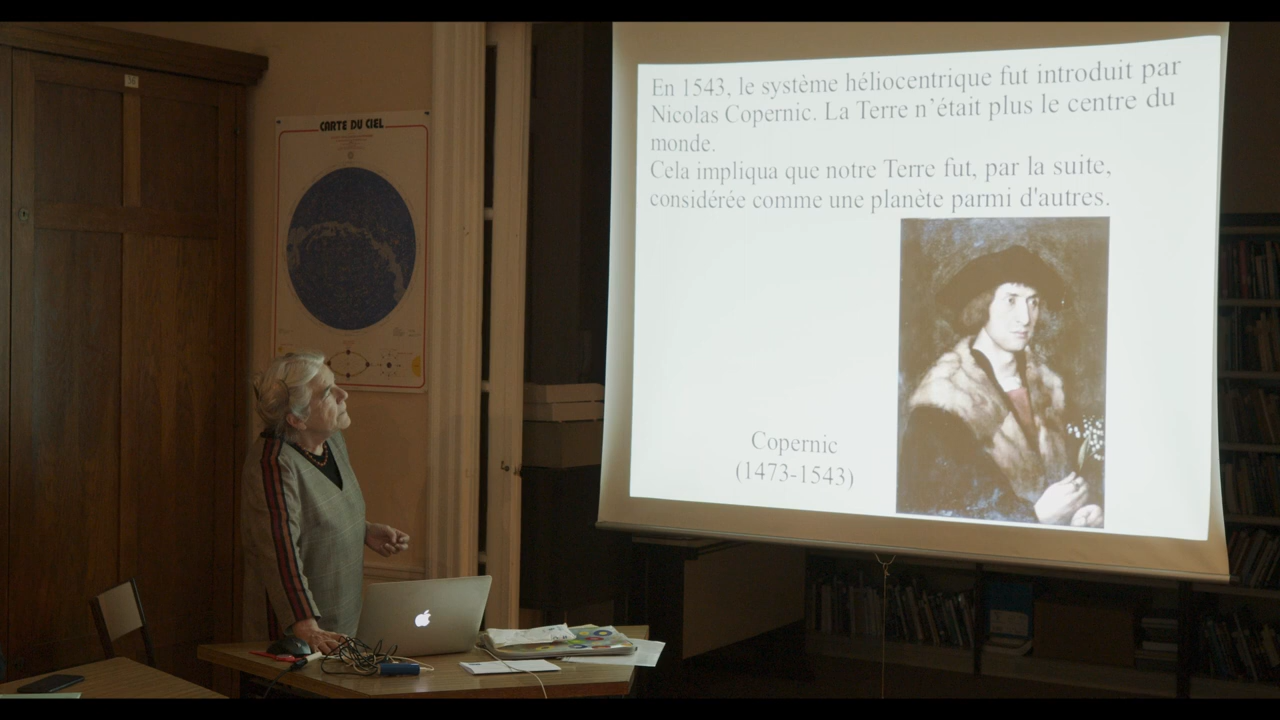 CARTE DU CIEL
En 1543, le système héliocentrique fut introduit par
Nicolas Copernic. La Terre n'était plus le centre du
monde.
Cela impliqua que notre Terre fut, par la suite,
considérée comme une planète parmi d'autres.
Copernic
(1473-1543)